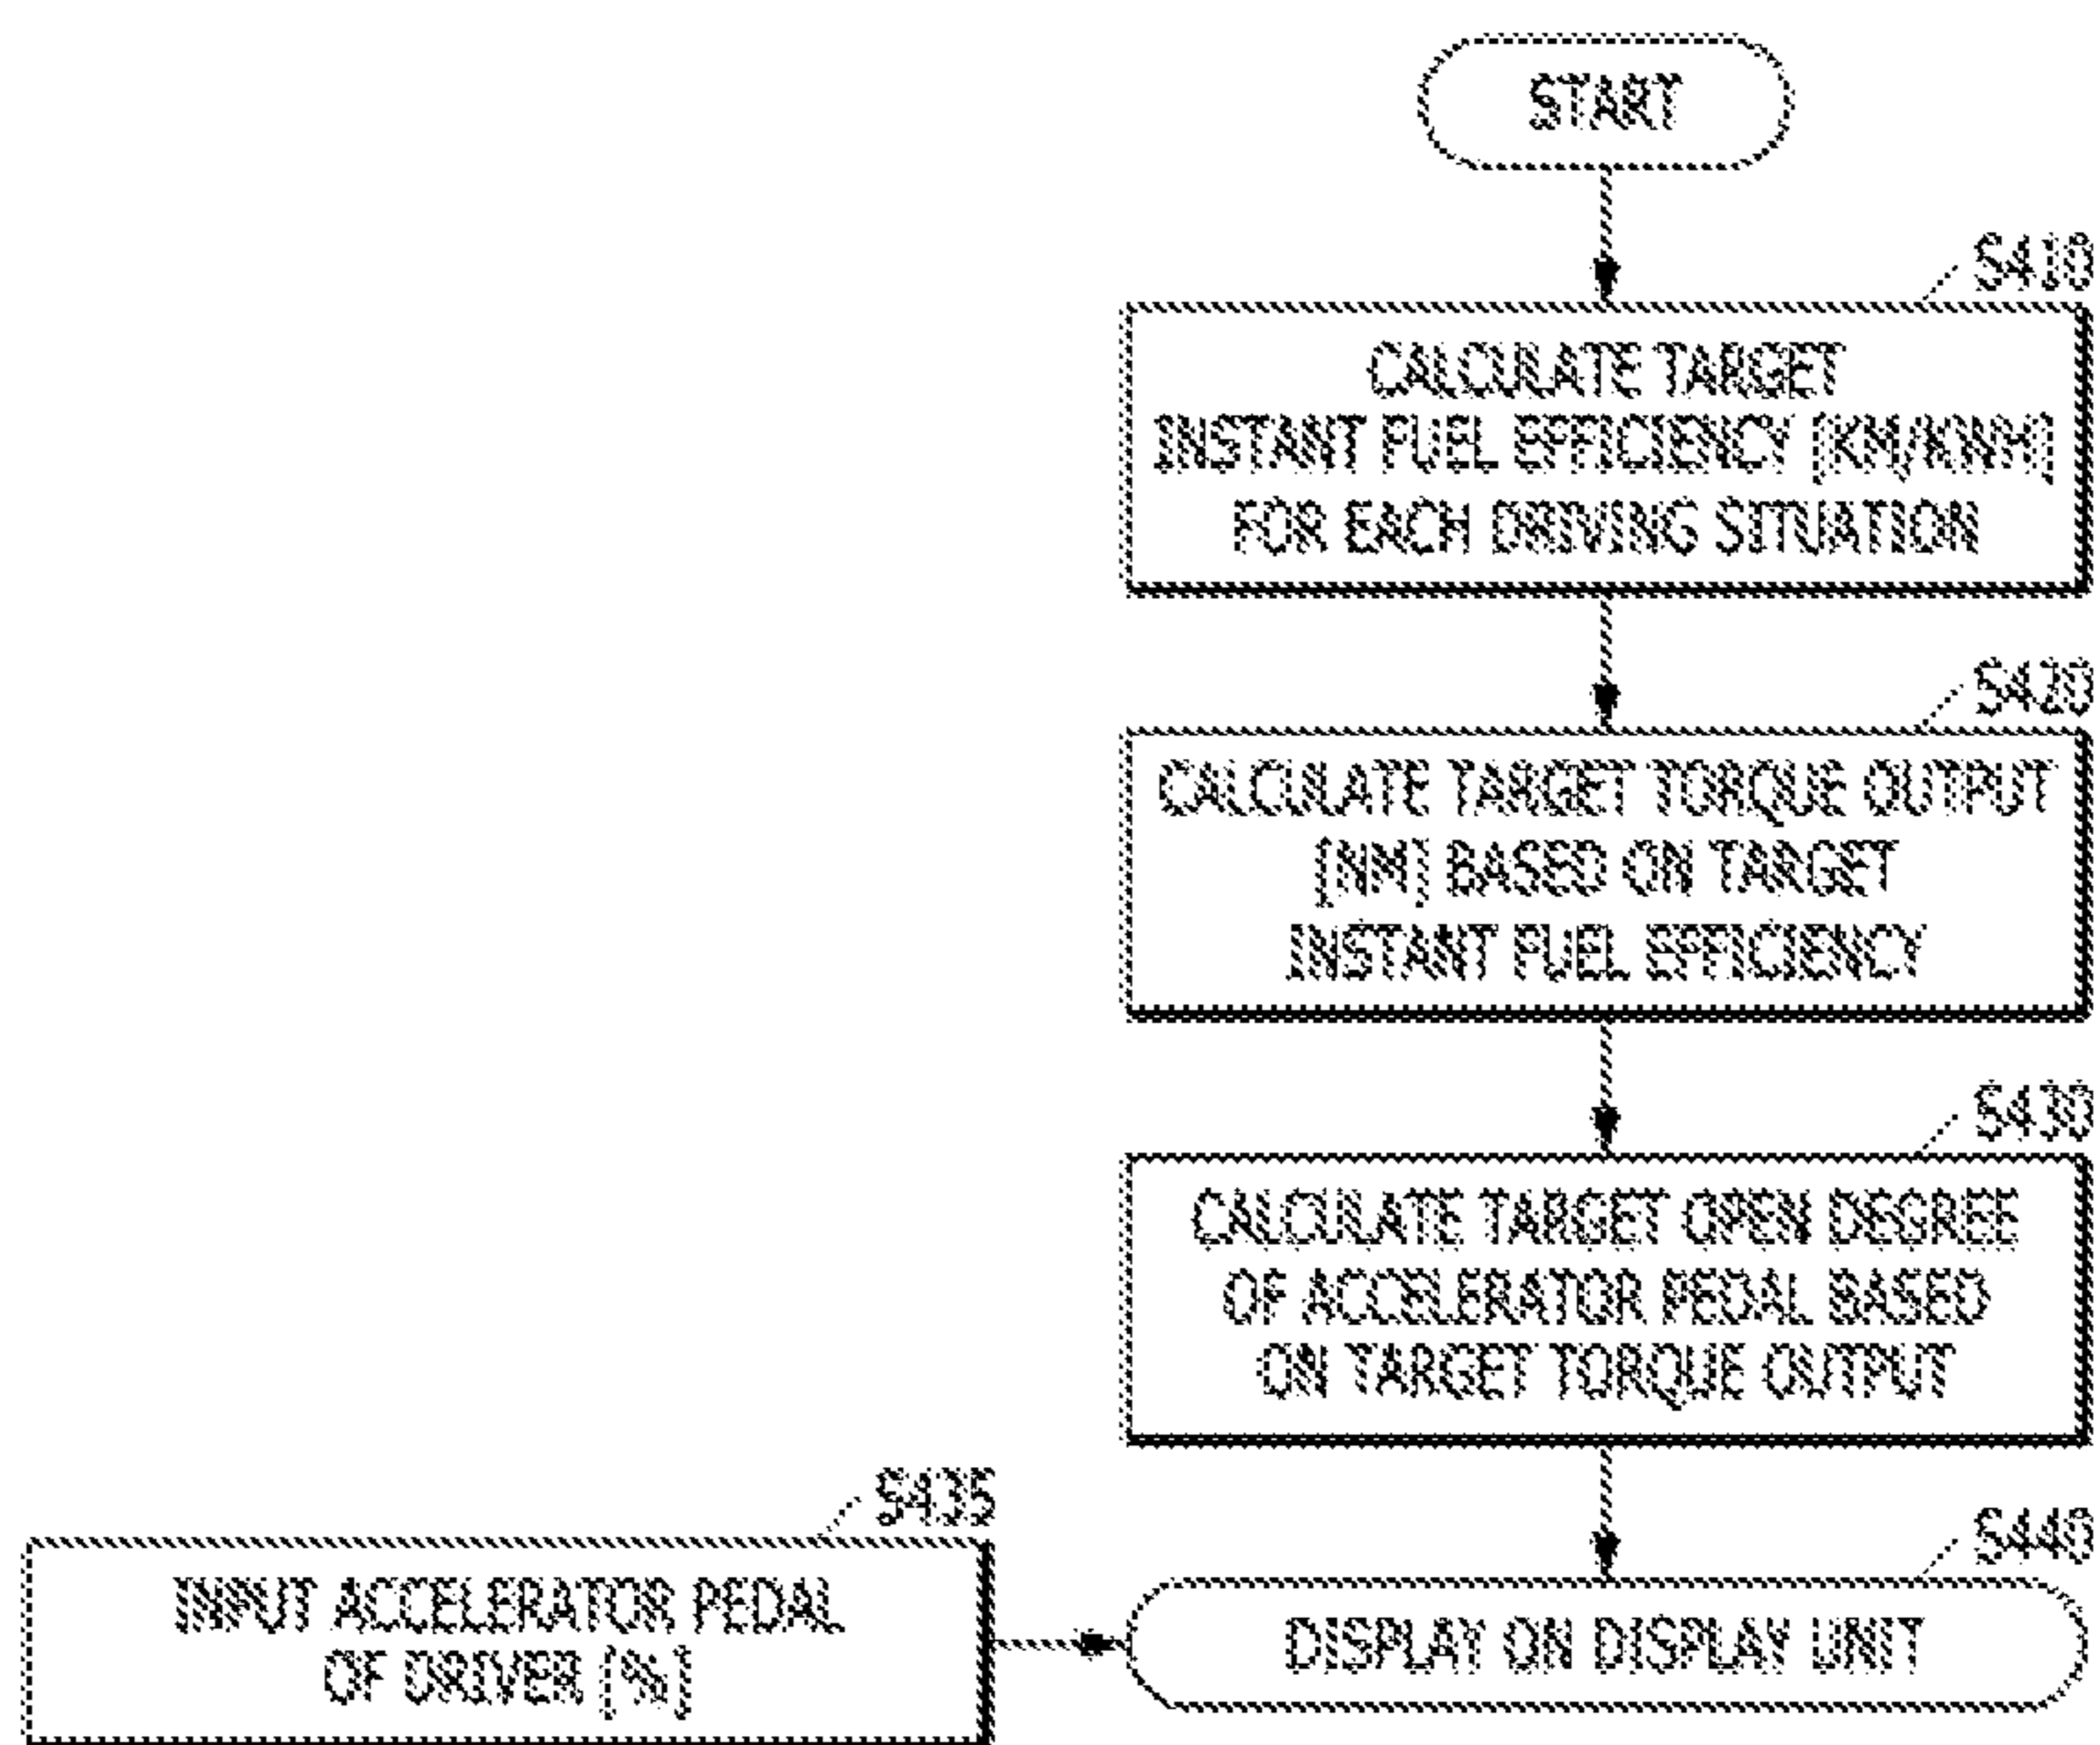 START
S410
CALCULATE TARGET
INSTANT FUEL EFFICIENCY [KM/KWH]
FOR EACH DRIVING SITUATION
S420
CALCULATE TARGET TORQUE OUTPUT
[NM] BASED ON TARGET
INSTANT FUEL EFFICIENCY
S430
CALCULATE TARGET OPEN DEGREE
OF ACCELERATOR PEDAL BASED
ON TARGET TORQUE OUTPUT
S435
INPUT ACCELERATOR PEDAL
OF DRIVER [%]
S440
DISPLAY ON DISPLAY UNIT